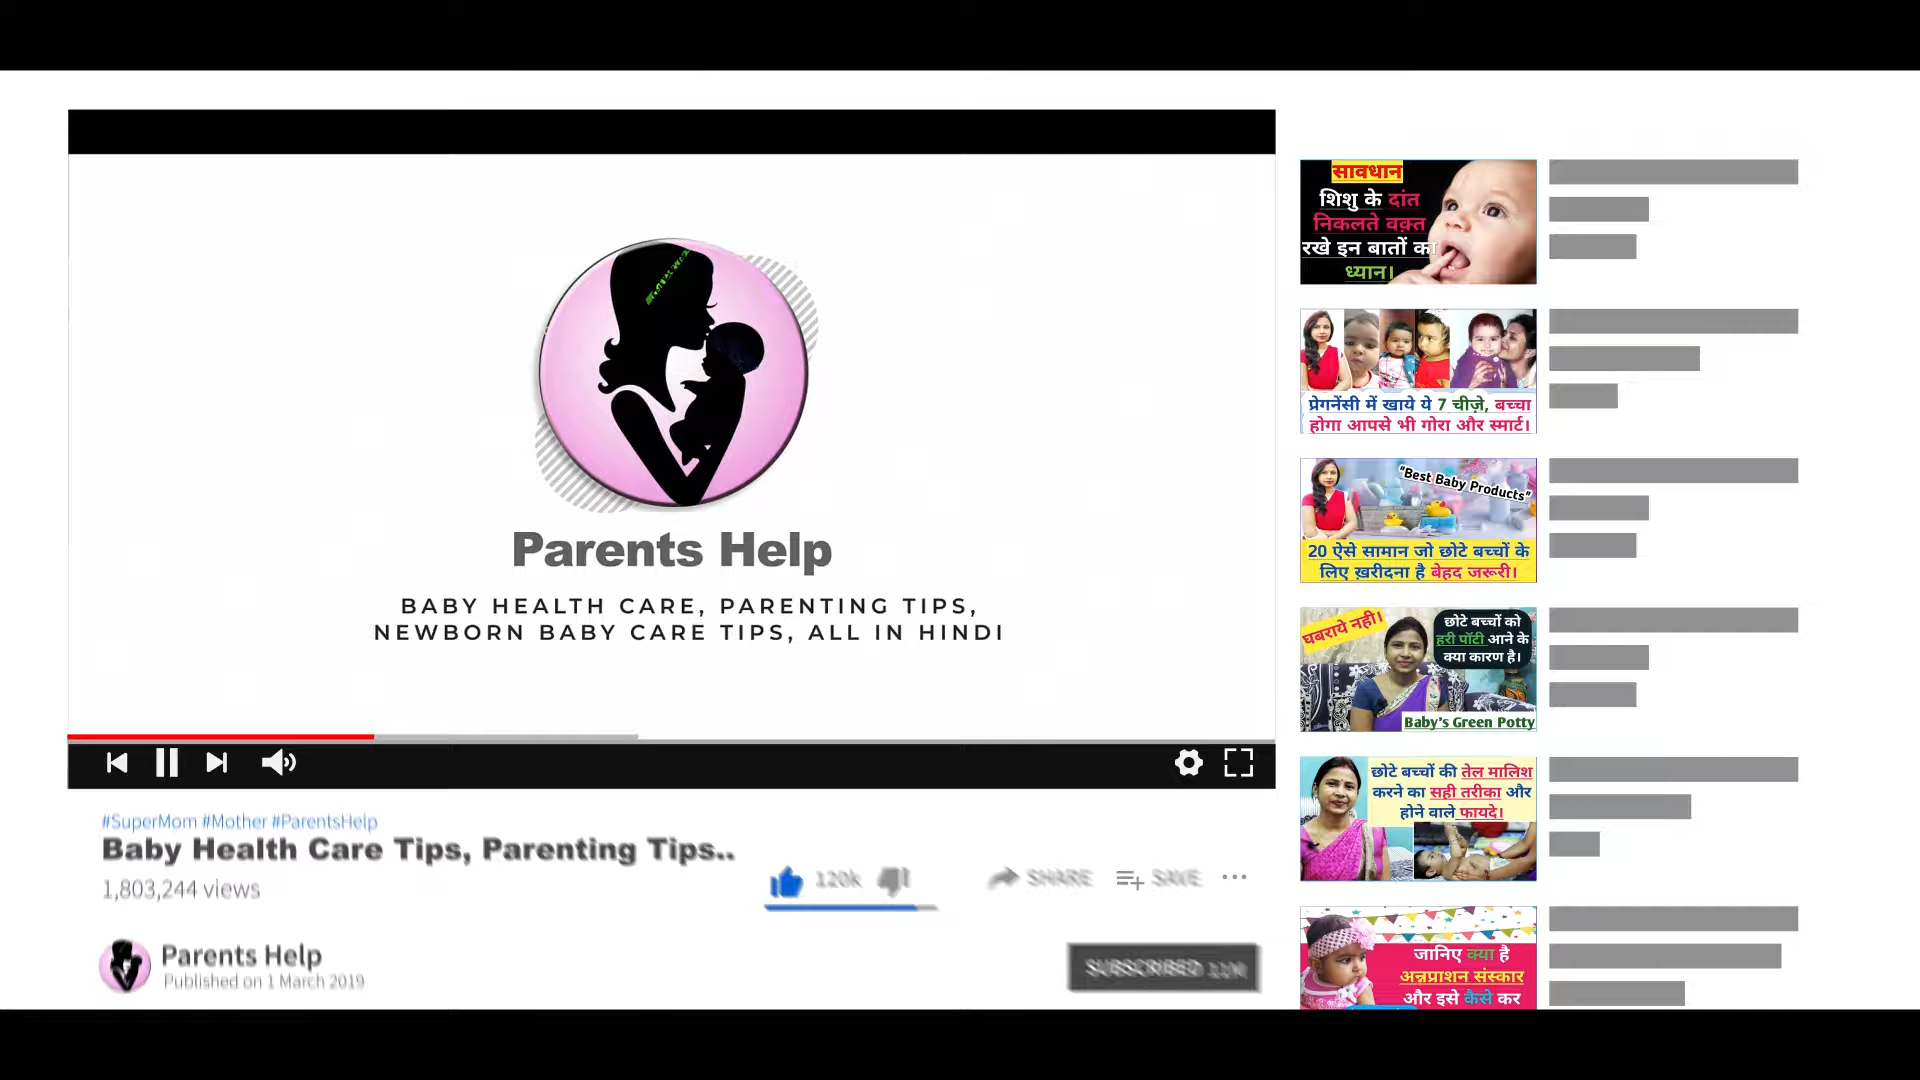 Parents Help
BABY HEALTH CARE, PARENTING TIPS,
NEWBORN BABY CARE TIPS, ALL IN HINDI
#SuperMom #Mother #ParentsHelp
Baby Health Care Tips, Parenting Tips..
1,803,244 views
120k
SHARE
SAVE
Parents Help
Published on 1 March 2019
SUBSCRIBED
सावधान
शिशु के दांत
निकलते वक़्त
रखे इन बातों का
ध्यान।
प्रेगनेंसी में खाये ये 7 चीज़े, बच्चा
होगा आपसे भी गोरा और स्मार्ट।
"Best Baby Products"
20 ऐसे सामान जो छोटे बच्चों के
लिए ख़रीदना है बेहद जरूरी।
घबराये नही।
छोटे बच्चों को
हरी पॉटी आने के
क्या कारण है।
Baby's Green Potty
छोटे बच्चों की तेल मालिश
करने का सही तरीका और
होने वाले फायदे।
जानिए क्या है
अन्नप्राशन संस्कार
और इसे कैसे कर